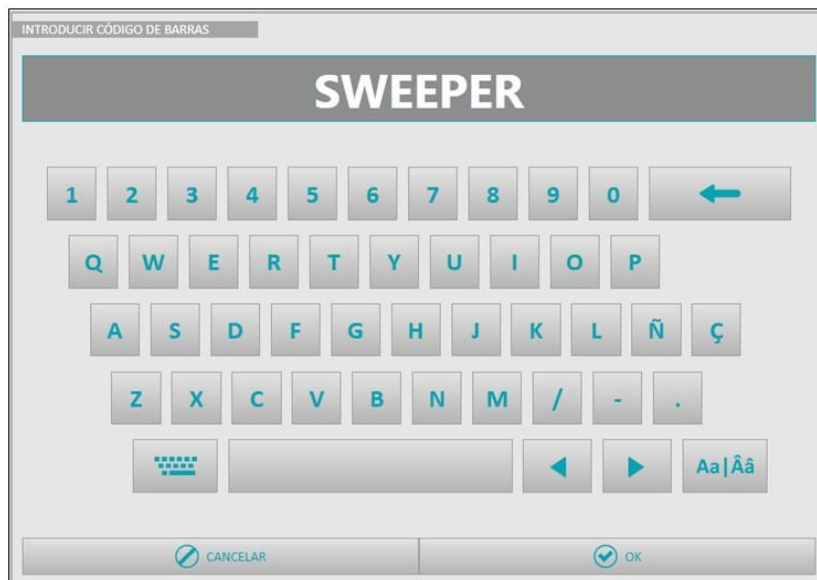 INTRODUCIR CÓDIGO DE BARRAS
SWEEPER
1 2 3 4 5 6 7 8 9 0
Q W E R T Y U I O P
A S D F G H J K L Ñ Ç
Z X C V B N M / - .
Aa|Ââ
CANCELAR OK